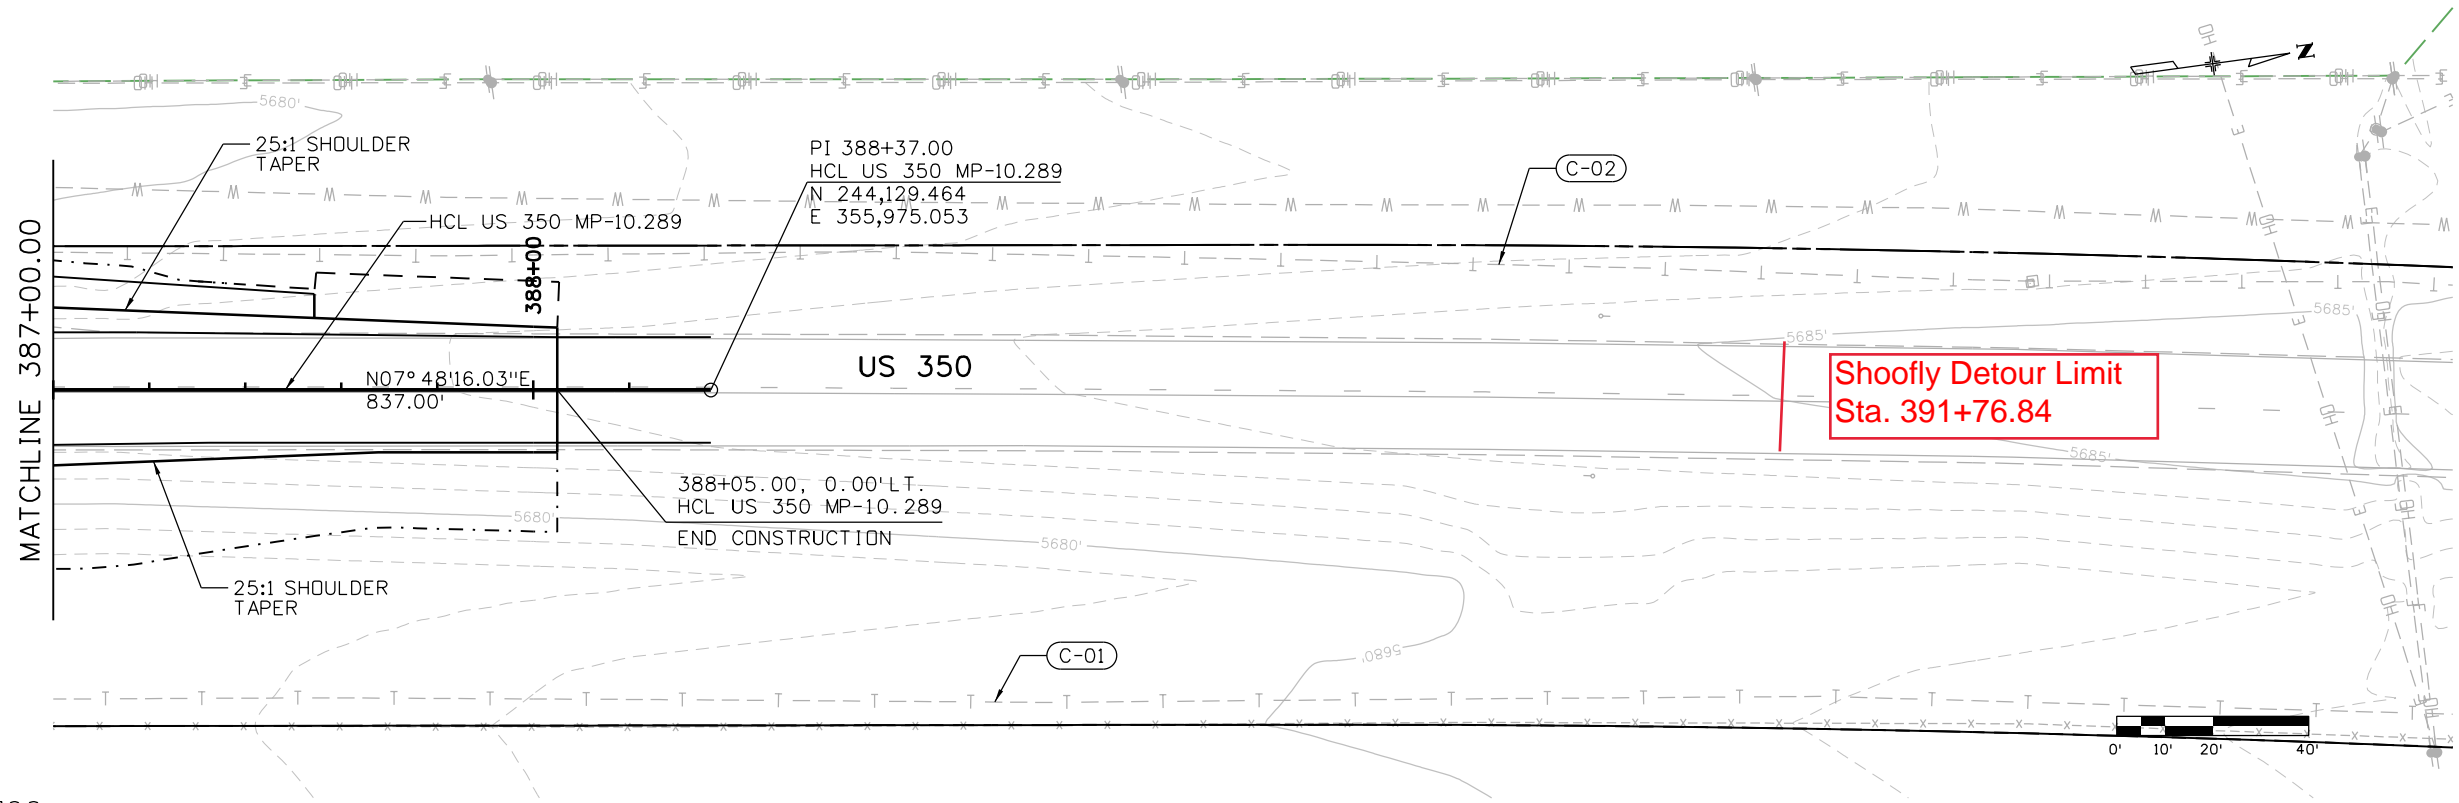 5680'
25:1 SHOULDER
TAPER
PI 388+37.00
HCL US 350 MP-10.289
N 244,129.464
E 355,975.053
C-02
N
HCL US 350 MP-10.289
388+00
MATCHLINE 387+00.00
N07°48'16.03"E
837.00'
US 350
5685'
5685'
Shoofly Detour Limit
Sta. 391+76.84
5685'
388+05.00, 0.00'LT.
HCL US 350 MP-10.289
END CONSTRUCTION
5680'
5680'
25:1 SHOULDER
TAPER
C-01
5680'
0' 10' 20' 40'